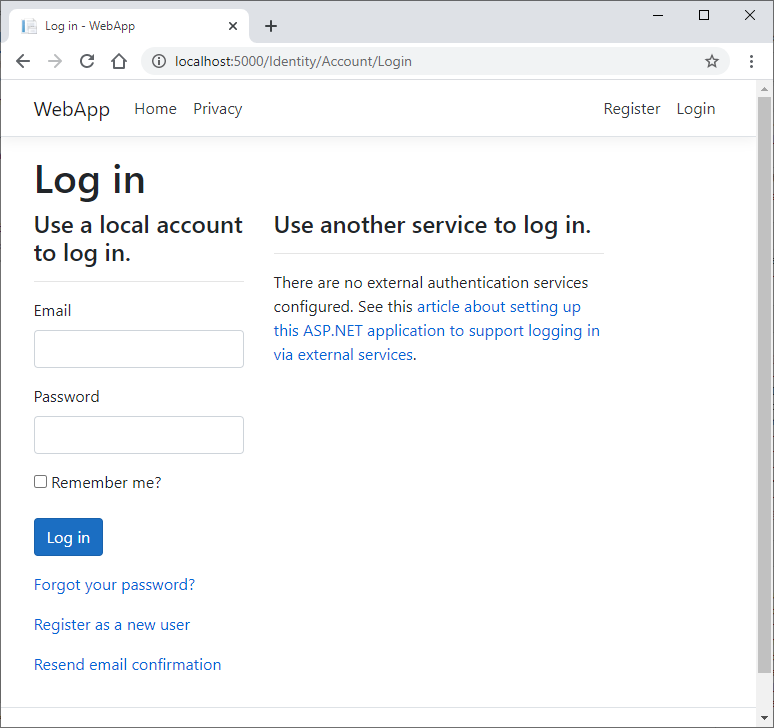 Log in - WebApp
localhost:5000/Identity/Account/Login
WebApp Home Privacy Register Login
Log in
Use a local account
to log in.
Email
Password
Remember me?
Log in
Forgot your password?
Register as a new user
Resend email confirmation
Use another service to log in.
There are no external authentication services
configured. See this article about setting up
this ASP.NET application to support logging in
via external services.